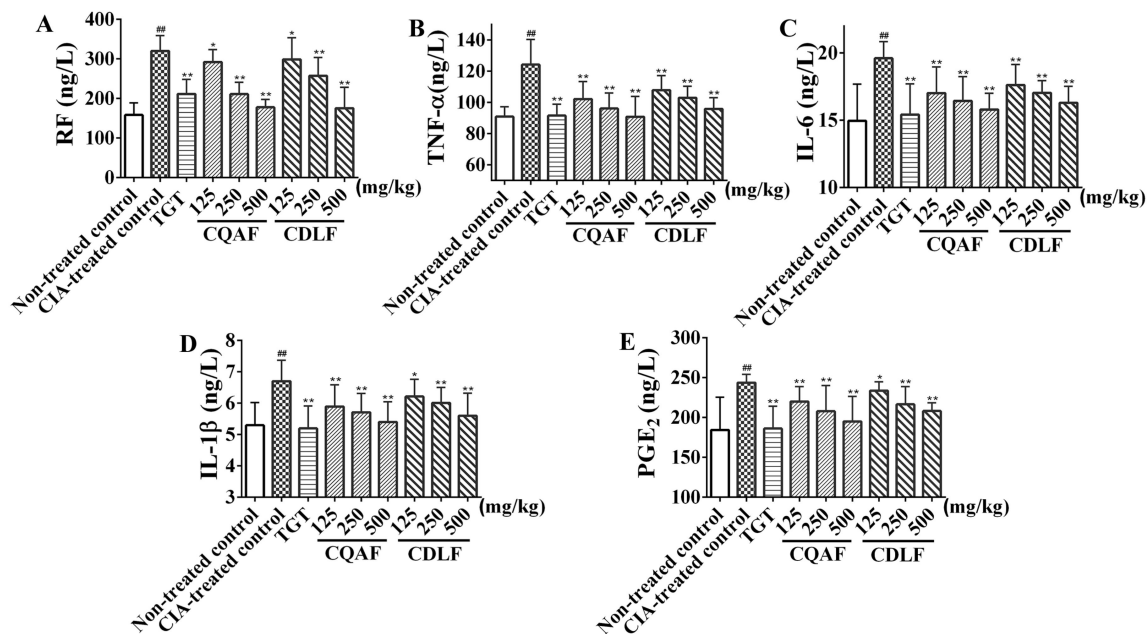 A
RF (ng/L)
400
300
200
100
0
##
**
*
**
**
*
**
**
Non-treated control
CIA-treated control
TGT
125
250
500
125
250
500
(mg/kg)
CQAF
CDLF
B
TNF-α(ng/L)
140
120
100
80
60
##
**
**
**
**
**
**
**
Non-treated control
CIA-treated control
TGT
125
250
500
125
250
500
(mg/kg)
CQAF
CDLF
C
IL-6 (ng/L)
20
15
10
##
**
**
**
**
**
**
**
Non-treated control
CIA-treated control
TGT
125
250
500
125
250
500
(mg/kg)
CQAF
CDLF
D
IL-1β (ng/L)
8
7
6
5
4
3
##
**
**
**
**
*
**
**
Non-treated control
CIA-treated control
TGT
125
250
500
125
250
500
(mg/kg)
CQAF
CDLF
E
PGE₂ (ng/L)
300
250
200
150
100
##
**
**
**
**
*
**
**
Non-treated control
CIA-treated control
TGT
125
250
500
125
250
500
(mg/kg)
CQAF
CDLF